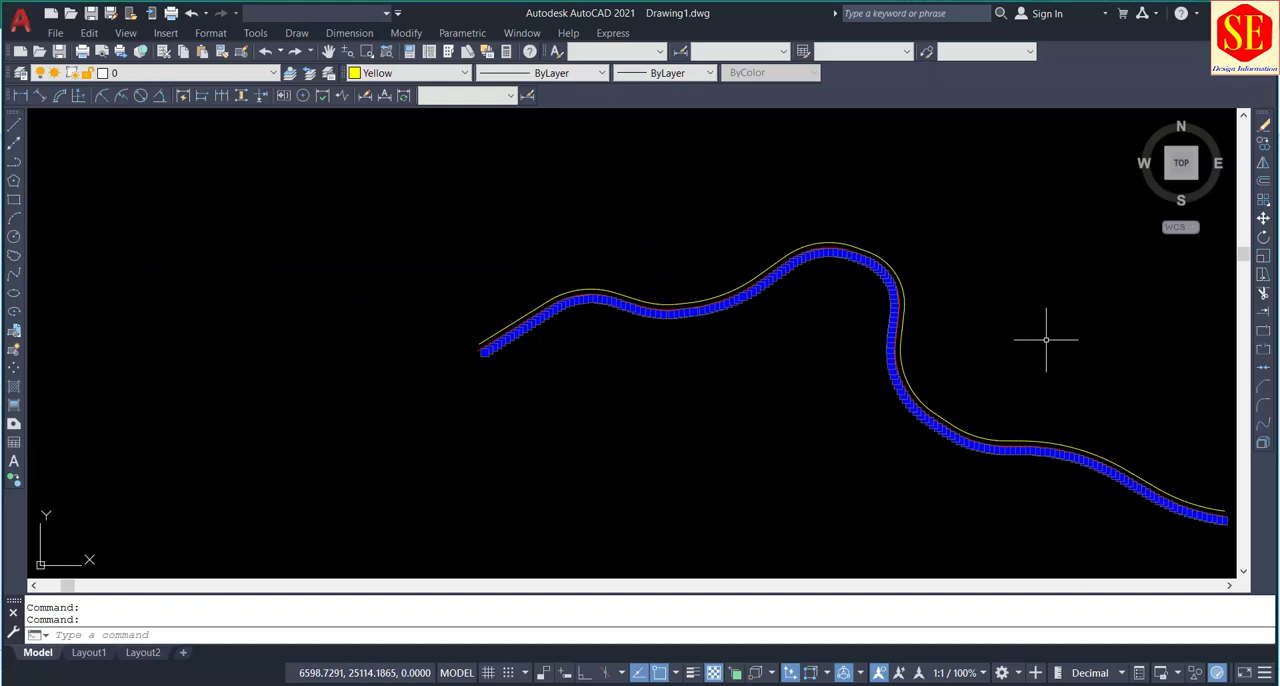 Autodesk AutoCAD 2021 Drawing1.dwg
Type a keyword or phrase
Sign In
SE
Design Information
File Edit View Insert Format Tools Draw Dimension Modify Parametric Window Help Express
0
Yellow
ByLayer
ByLayer
ByColor
N
W TOP E
S
WCS
Y
X
Command:
Command:
Type a command
Model Layout1 Layout2 +
6598.7291, 25114.1865, 0.0000 MODEL 1:1 / 100% Decimal